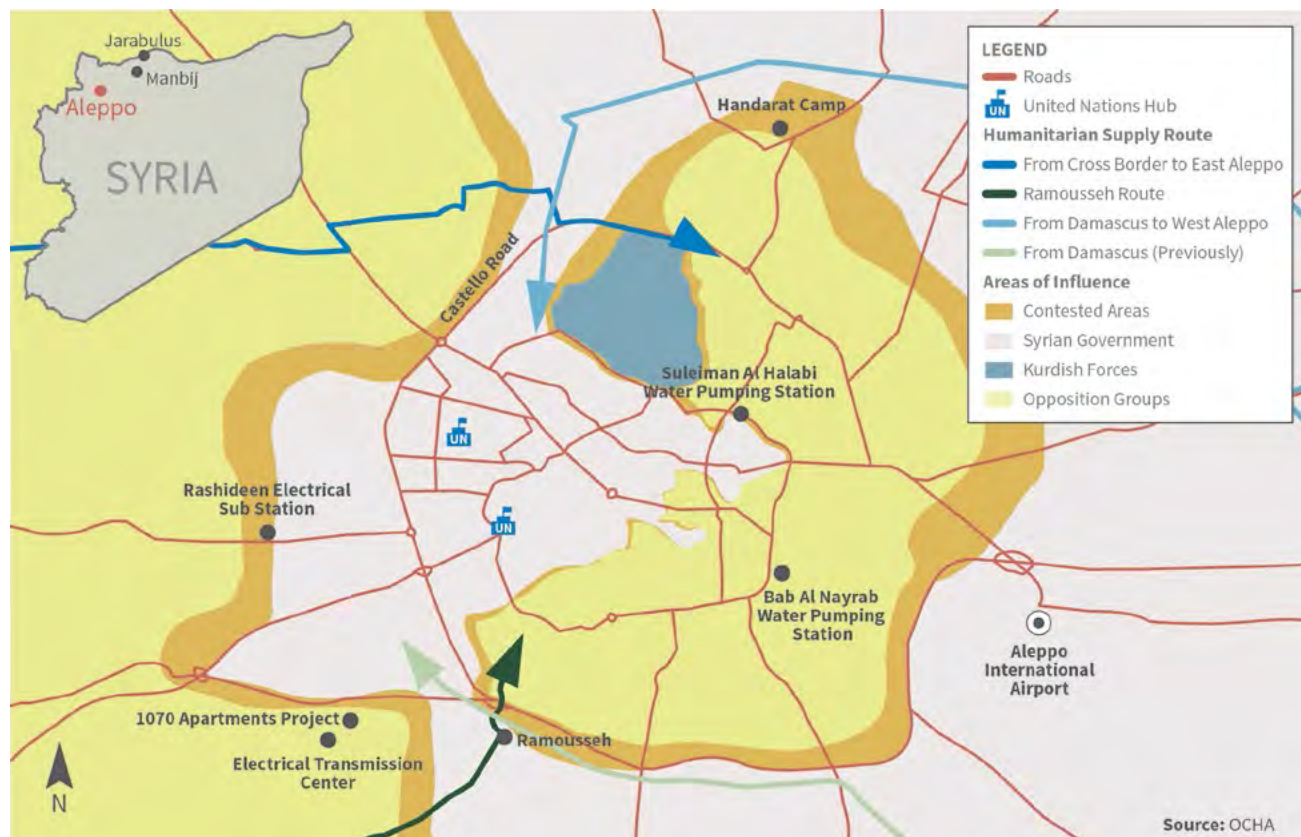 Jarabulus
Manbij
Aleppo
SYRIA
LEGEND
Roads
UN
United Nations Hub
Humanitarian Supply Route
From Cross Border to East Aleppo
Ramousseh Route
From Damascus to West Aleppo
From Damascus (Previously)
Areas of Influence
Contested Areas
Syrian Government
Kurdish Forces
Opposition Groups
Handarat Camp
Castello Road
Suleiman Al Halabi
Water Pumping Station
UN
Rashideen Electrical
Sub Station
UN
Bab Al Nayrab
Water Pumping
Station
Aleppo
International
Airport
1070 Apartments Project
Electrical Transmission
Center
Ramousseh
N
Source: OCHA